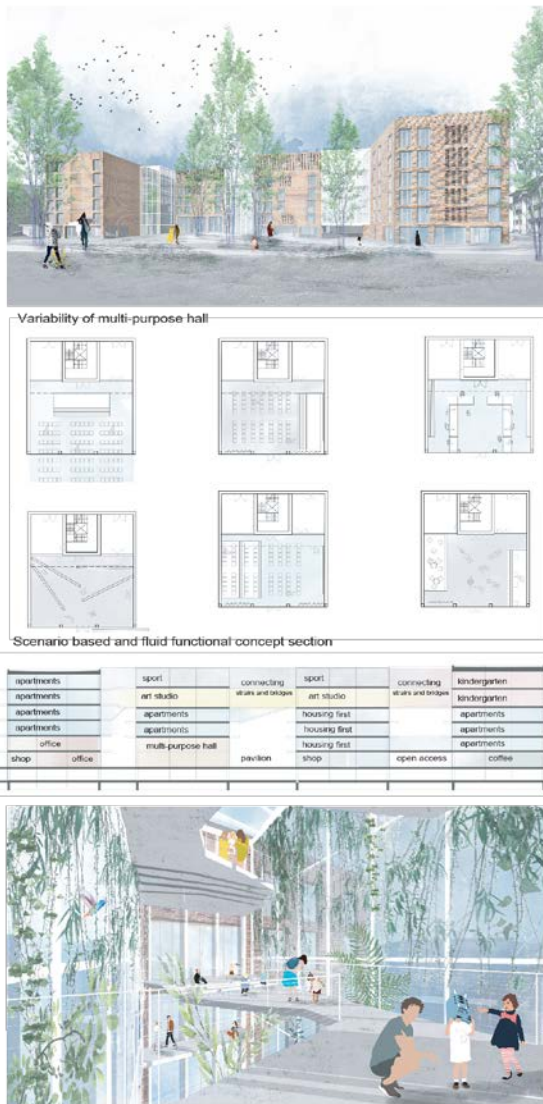 Variability of multi-purpose hall
Scenario based and fluid functional concept section
apartments
apartments
apartments
apartments
office
shop office
sport
art studio
apartments
apartments
multi-purpose hall
connecting
strairs and bridges
pavilion
sport
art studio
housing first
housing first
housing first
shop
connecting
strairs and bridges
open access
kindergarten
kindergarten
apartments
apartments
apartments
coffee